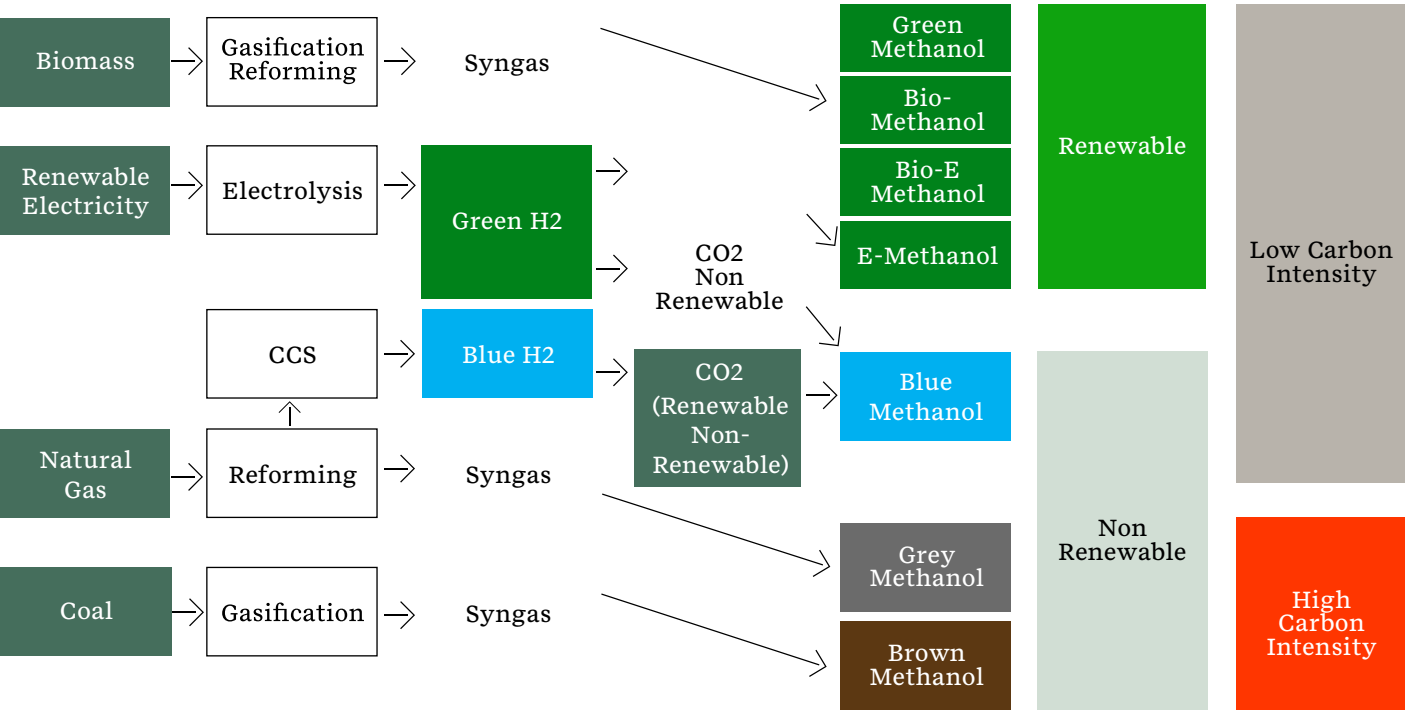 Biomass
Gasification
Reforming
Syngas
Green
Methanol
Bio-
Methanol
Bio-E
Methanol
E-Methanol
Renewable
Low Carbon
Intensity
Renewable
Electricity
Electrolysis
Green H2
CO2
Non
Renewable
CCS
Blue H2
CO2
(Renewable
Non-
Renewable)
Blue
Methanol
Natural
Gas
Reforming
Syngas
Grey
Methanol
Non
Renewable
High
Carbon
Intensity
Coal
Gasification
Syngas
Brown
Methanol